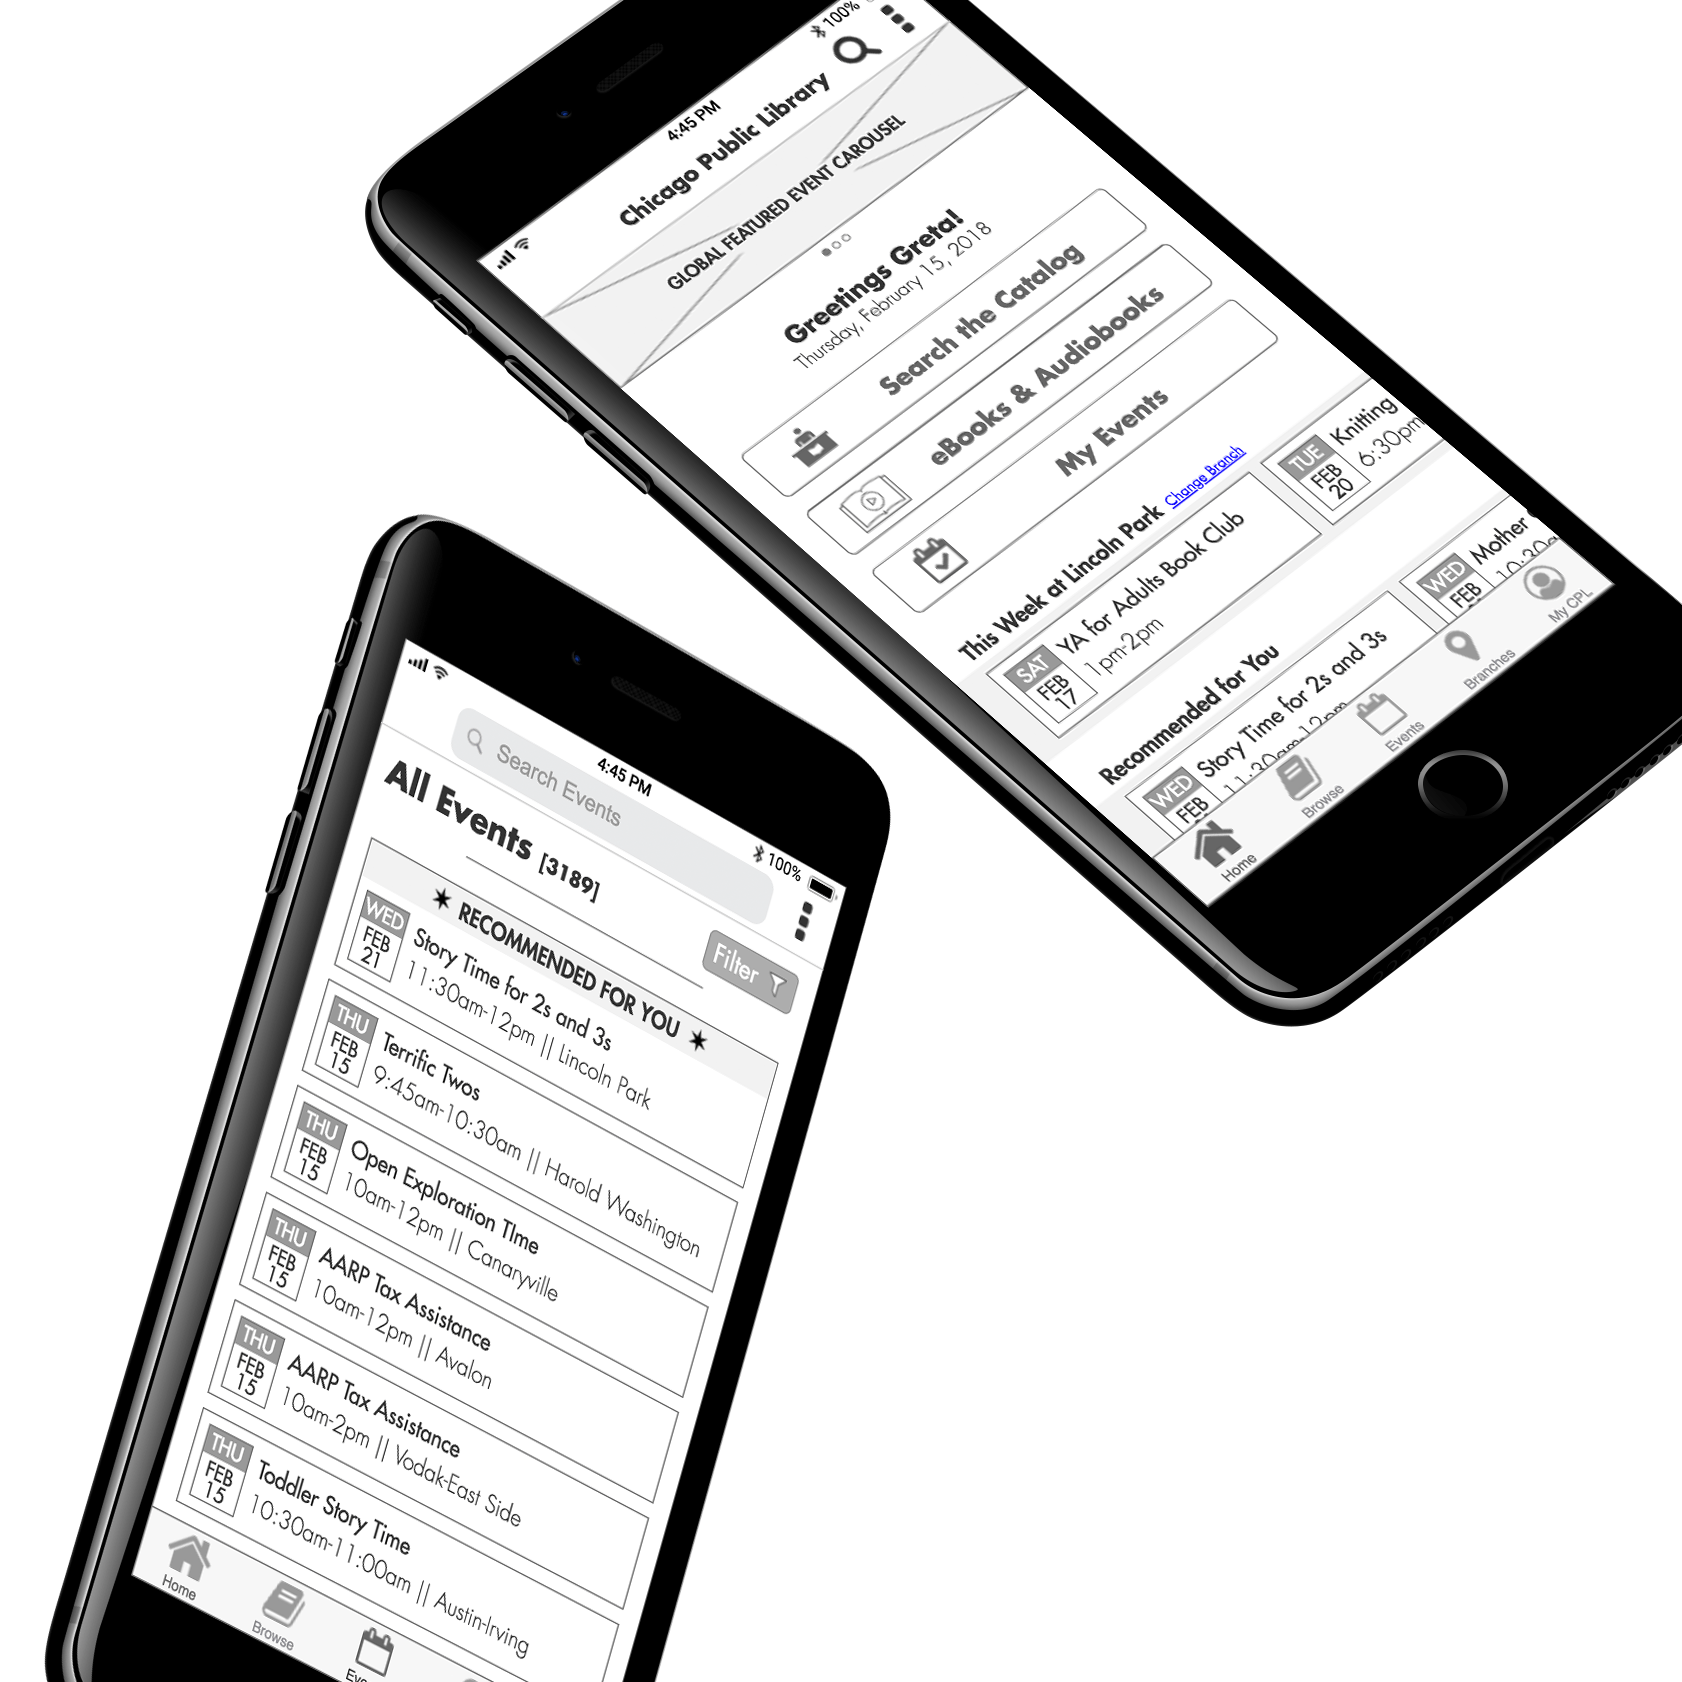 4:45 PM
100%
Chicago Public Library
GLOBAL FEATURED EVENT CAROUSEL
Greetings Greta!
Thursday, February 15, 2018
Search the Catalog
eBooks & Audiobooks
My Events
This Week at Lincoln Park Change Branch
SAT
FEB
17
YA for Adults Book Club
1pm-2pm
TUE
FEB
20
Knitting
6:30pm
Recommended for You
WED
FEB
Story Time for 2s and 3s
11:30am-12pm
WED
FEB
Mother
Home
Browse
Events
Branches
My CPL
4:45 PM
100%
Search Events
All Events [3189]
Filter
RECOMMENDED FOR YOU
WED
FEB
21
Story Time for 2s and 3s
11:30am-12pm || Lincoln Park
THU
FEB
15
Terrific Twos
9:45am-10:30am || Harold Washington
THU
FEB
15
Open Exploration TIme
10am-12pm || Canaryville
THU
FEB
15
AARP Tax Assistance
10am-12pm || Avalon
THU
FEB
15
AARP Tax Assistance
10am-2pm || Vodak-East Side
THU
FEB
15
Toddler Story Time
10:30am-11:00am || Austin-Irving
Home
Browse